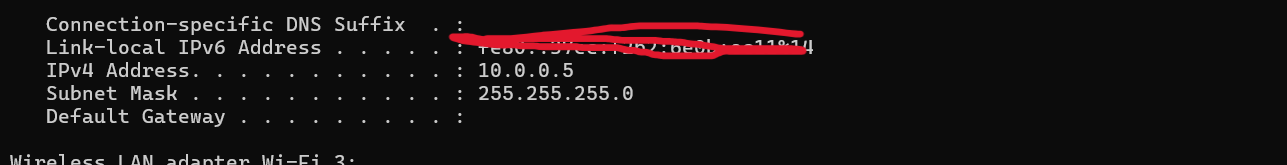 Connection-specific DNS Suffix  . :
Link-local IPv6 Address . . . . . :
IPv4 Address. . . . . . . . . . . : 10.0.0.5
Subnet Mask . . . . . . . . . . . : 255.255.255.0
Default Gateway . . . . . . . . . :
Wireless LAN adapter Wi-Fi 3: